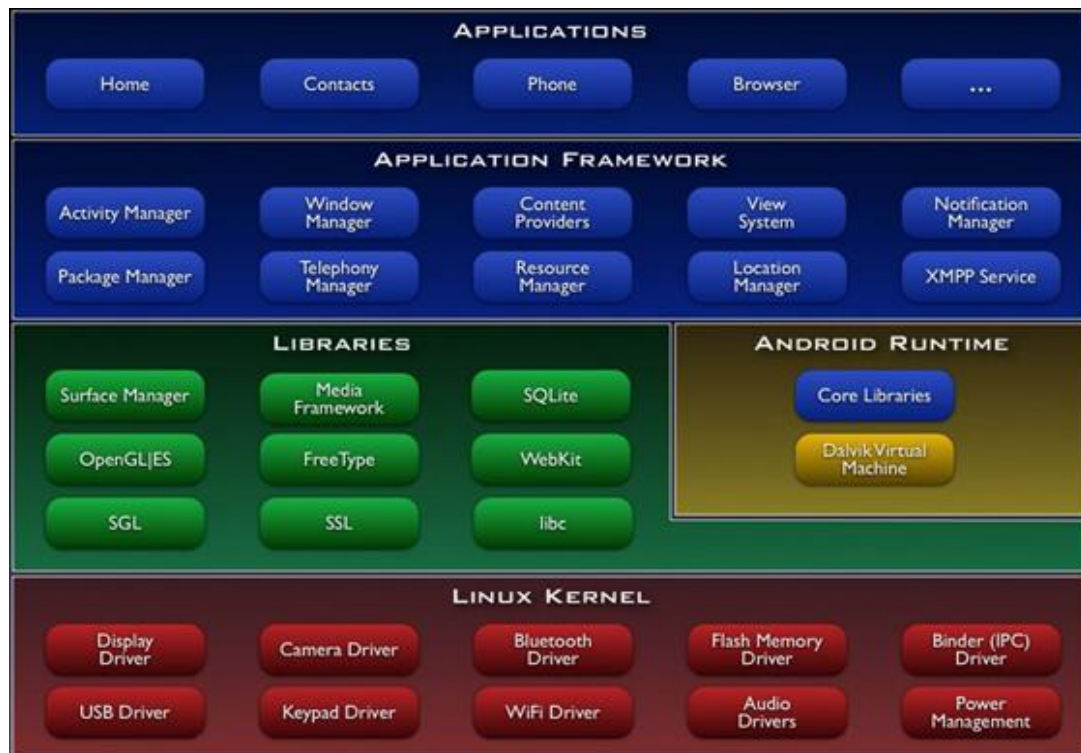 APPLICATIONS
Home
Contacts
Phone
Browser
...
APPLICATION FRAMEWORK
Activity Manager
Window
Manager
Content
Providers
View
System
Notification
Manager
Package Manager
Telephony
Manager
Resource
Manager
Location
Manager
XMPP Service
LIBRARIES
Surface Manager
Media
Framework
SQLite
OpenGL|ES
FreeType
WebKit
SGL
SSL
libc
ANDROID RUNTIME
Core Libraries
Dalvik Virtual
Machine
LINUX KERNEL
Display
Driver
Camera Driver
Bluetooth
Driver
Flash Memory
Driver
Binder (IPC)
Driver
USB Driver
Keypad Driver
WiFi Driver
Audio
Drivers
Power
Management